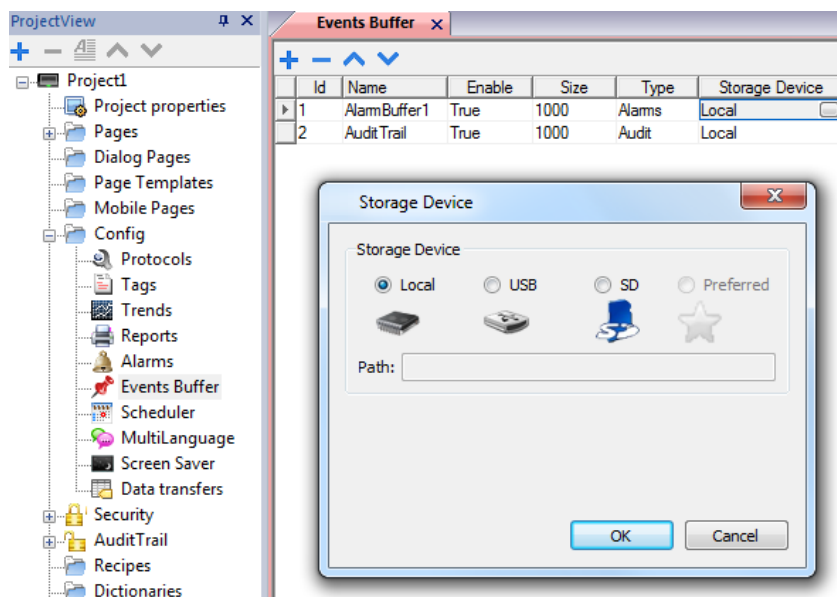 ProjectView
Project1
Project properties
Pages
Dialog Pages
Page Templates
Mobile Pages
Config
Protocols
Tags
Trends
Reports
Alarms
Events Buffer
Scheduler
MultiLanguage
Screen Saver
Data transfers
Security
AuditTrail
Recipes
Dictionaries
Events Buffer
Id Name Enable Size Type Storage Device
1 AlarmBuffer1 True 1000 Alarms Local
2 AuditTrail True 1000 Audit Local
Storage Device
Storage Device
Local USB SD Preferred
Path:
OK Cancel